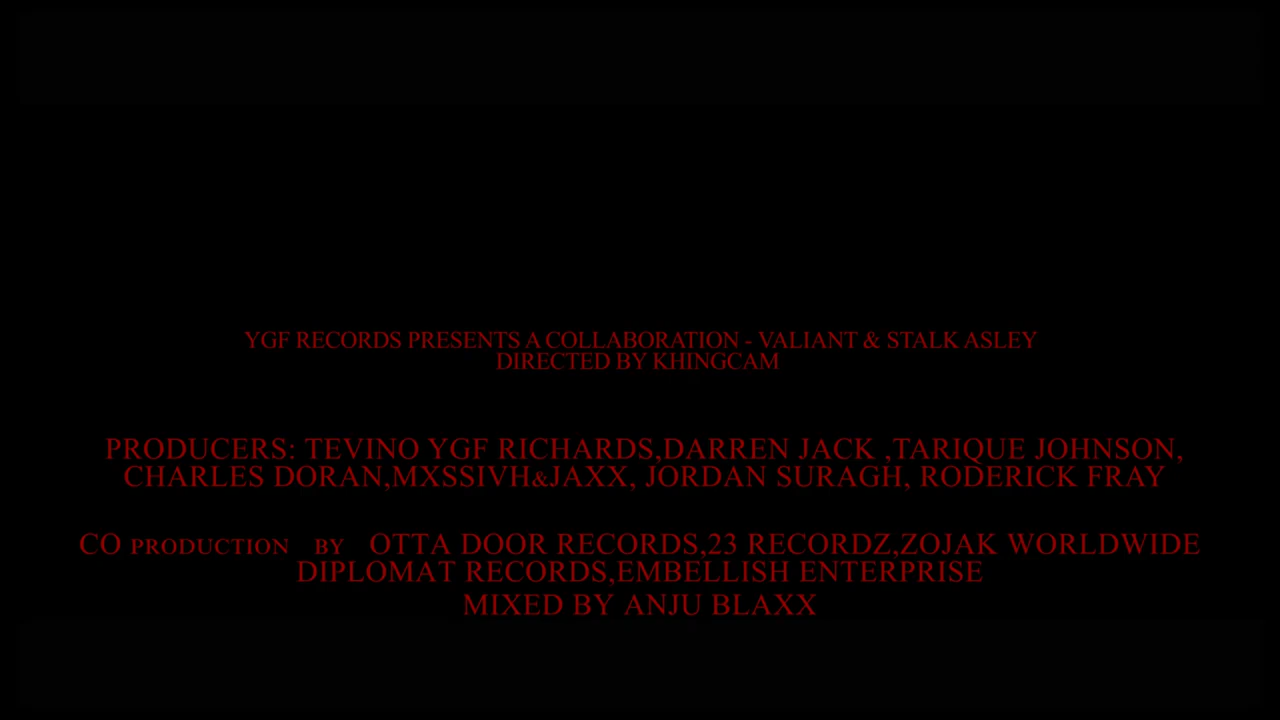 YGF RECORDS PRESENTS A COLLABORATION - VALIANT & STALK ASLEY
DIRECTED BY KHINGCAM
PRODUCERS: TEVINO YGF RICHARDS,DARREN JACK ,TARIQUE JOHNSON,
CHARLES DORAN,MXSSIVH&JAXX, JORDAN SURAGH, RODERICK FRAY
CO PRODUCTION BY OTTA DOOR RECORDS,23 RECORDZ,ZOJAK WORLDWIDE
DIPLOMAT RECORDS,EMBELLISH ENTERPRISE
MIXED BY ANJU BLAXX